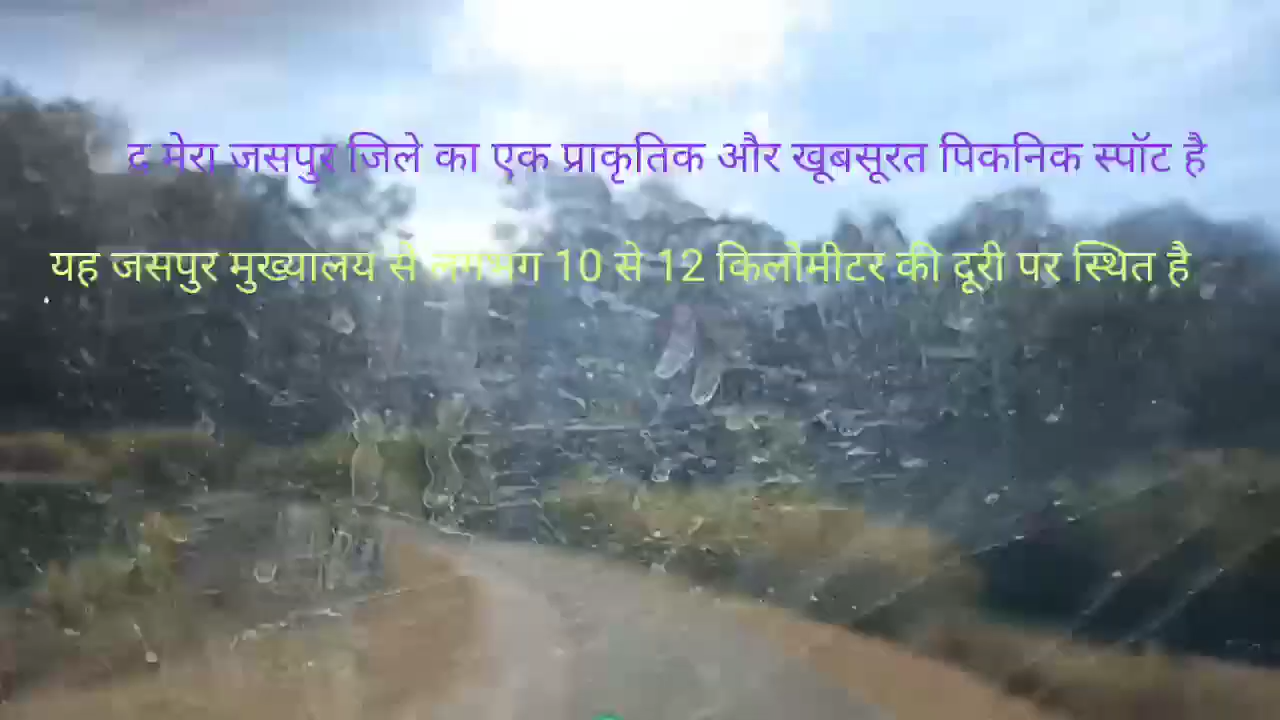 द मेरा जसपुर जिले का एक प्राकृतिक और खूबसूरत पिकनिक स्पॉट है
यह जसपुर मुख्यालय से लगभग 10 से 12 किलोमीटर की दूरी पर स्थित है